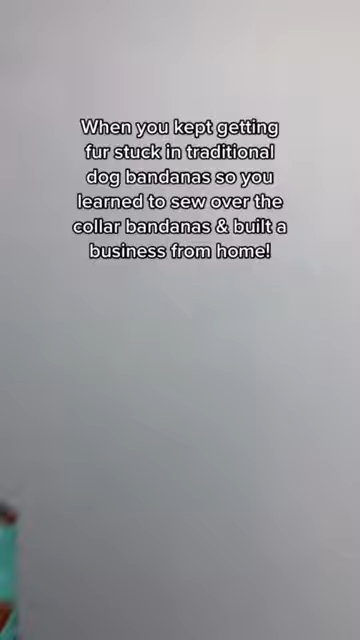 When you kept getting
fur stuck in traditional
dog bandanas so you
learned to sew over the
collar bandanas & built a
business from home!